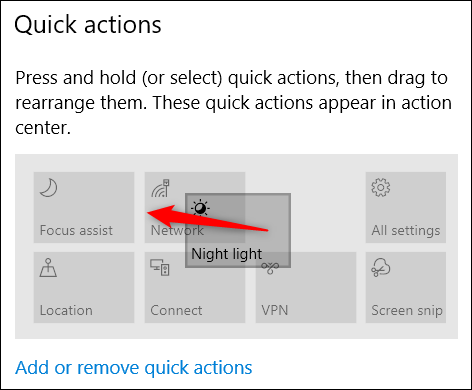 Quick actions
Press and hold (or select) quick actions, then drag to
rearrange them. These quick actions appear in action
center.
Focus assist
Network
Night light
All settings
Location
Connect
VPN
Screen snip
Add or remove quick actions